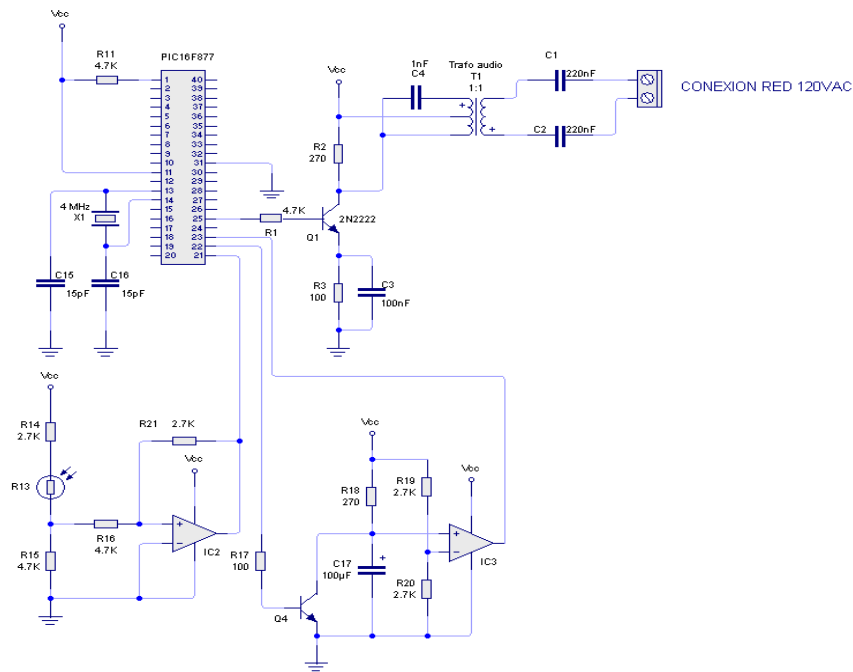 Vcc
R11
4.7K
PIC16F877
1
2
3
4
5
6
7
8
9
10
11
12
13
14
15
16
17
18
19
20
40
39
38
37
36
35
34
33
32
31
30
29
28
27
26
25
24
23
22
21
4 MHz
X1
C15
15pF
C16
15pF
Vcc
1nF
C4
Trafo audio
T1
1:1
+
+
C1
220nF
C2
220nF
CONEXION RED 120VAC
R2
270
4.7K
R1
2N2222
Q1
R3
100
C3
100nF
Vcc
R14
2.7K
R13
R15
4.7K
R16
4.7K
R21 2.7K
Vcc
+
−
IC2
R17
100
Q4
Vcc
R18
270
R19
2.7K
C17
100µF
+
R20
2.7K
Vcc
+
−
IC3